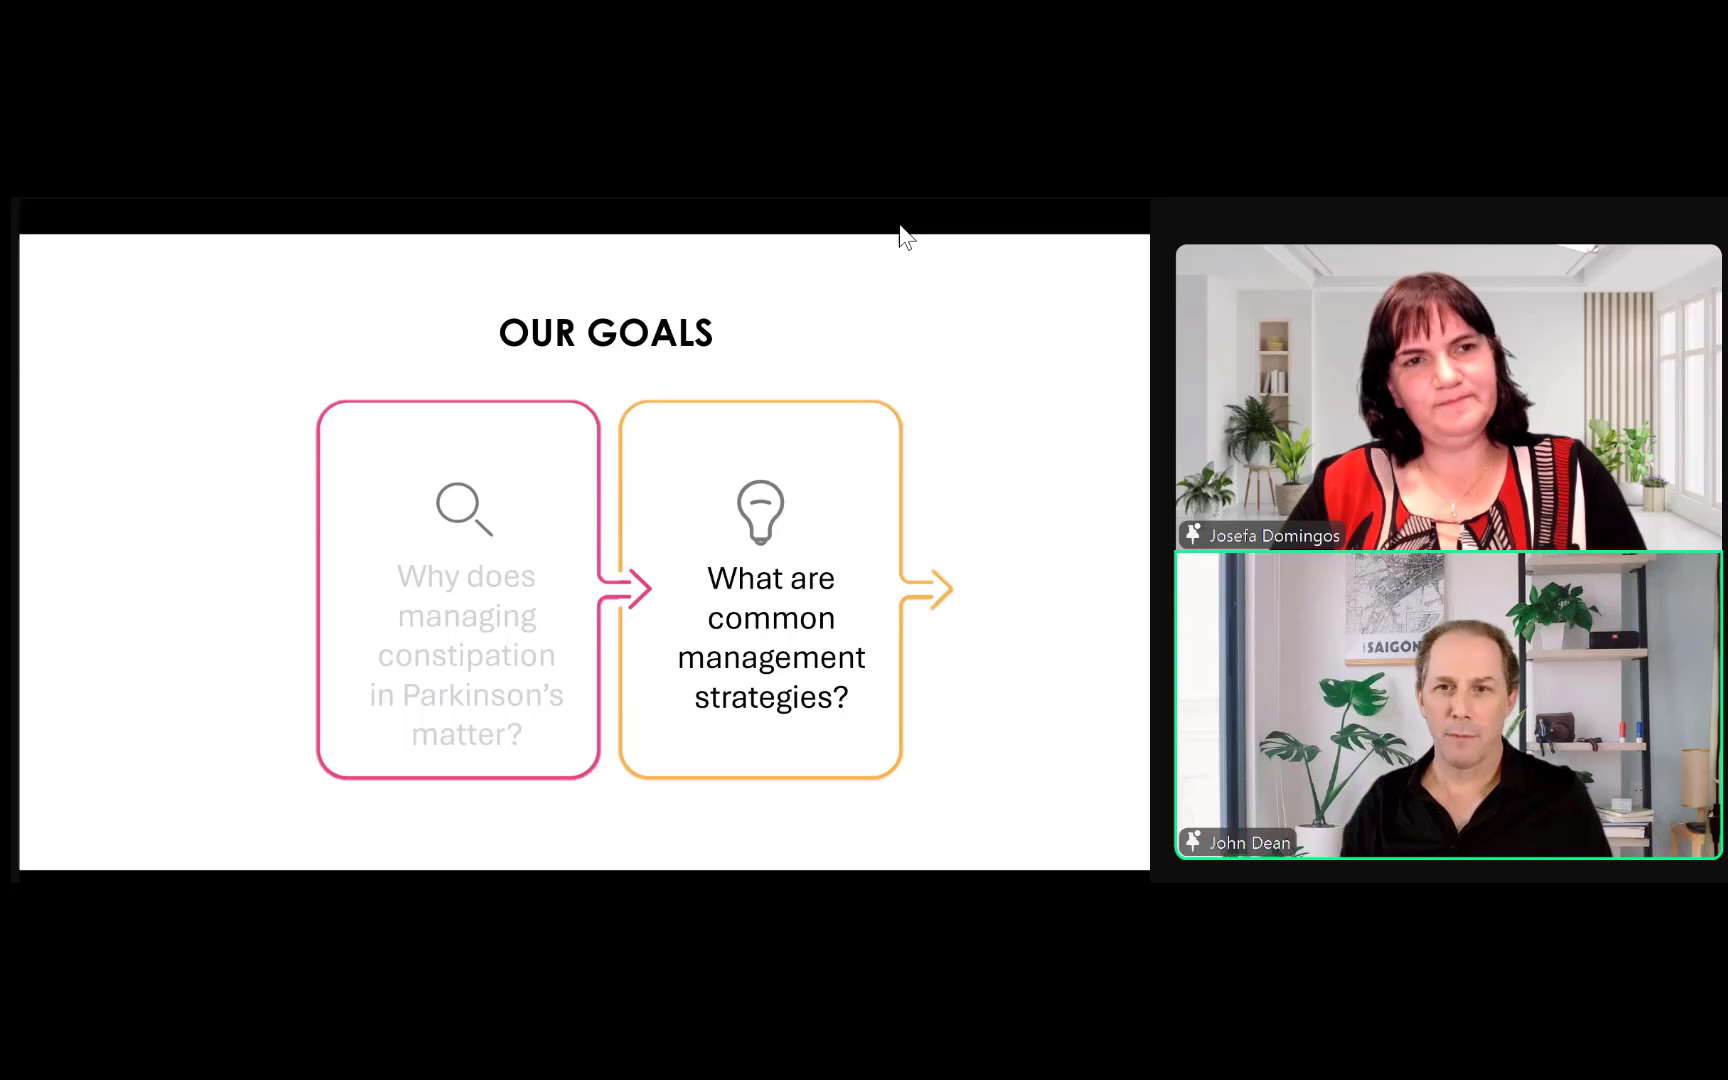 OUR GOALS
Why does
managing
constipation
in Parkinson’s
matter?
What are
common
management
strategies?
Josefa Domingos
SAIGON
John Dean